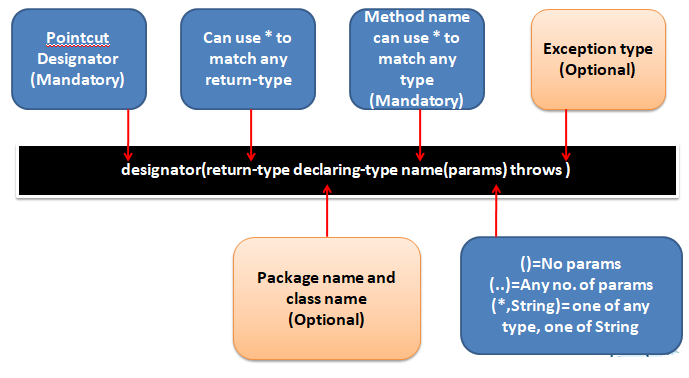 Pointcut
Designator
(Mandatory)
Can use * to
match any
return-type
Method name
can use * to
match any
type
(Mandatory)
Exception type
(Optional)
designator(return-type declaring-type name(params) throws )
Package name and
class name
(Optional)
()=No params
(..)=Any no. of params
(*,String)= one of any
type, one of String